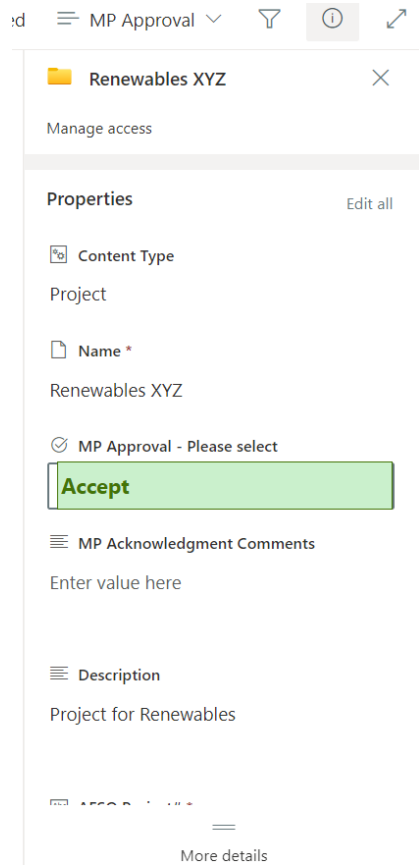 ed MP Approval
Renewables XYZ
Manage access
Properties Edit all
Content Type
Project
Name *
Renewables XYZ
MP Approval - Please select
Accept
MP Acknowledgment Comments
Enter value here
Description
Project for Renewables
More details